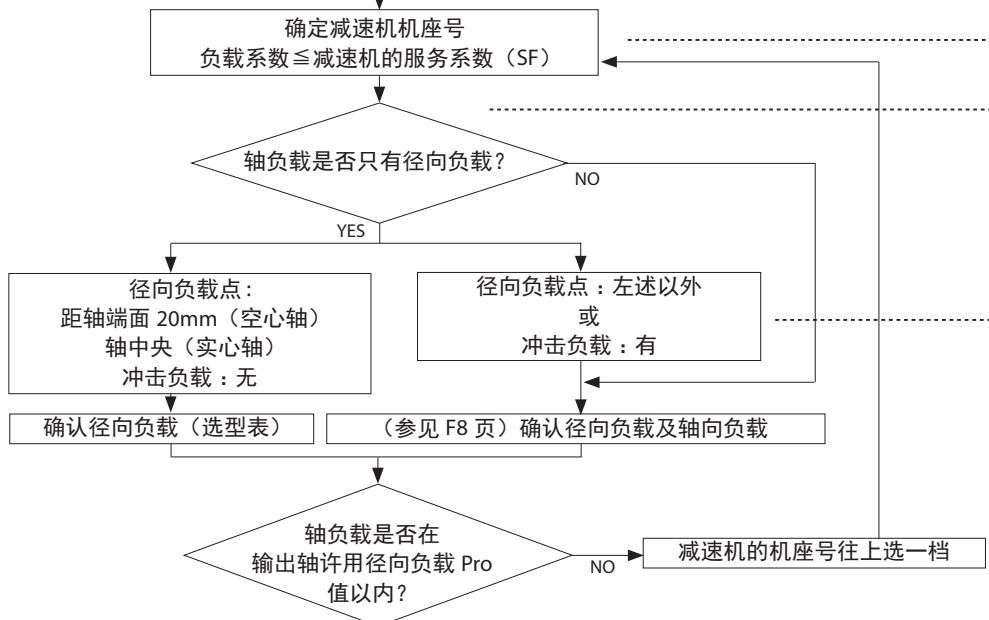 确定减速机机座号
负载系数≦减速机的服务系数（SF）
轴负载是否只有径向负载？
NO
YES
径向负载点：
距轴端面 20mm（空心轴）
轴中央（实心轴）
冲击负载：无
径向负载点：左述以外
或
冲击负载：有
确认径向负载（选型表）
（参见 F8 页）确认径向负载及轴向负载
轴负载是否在
输出轴许用径向负载 Pro
值以内？
NO
减速机的机座号往上选一档